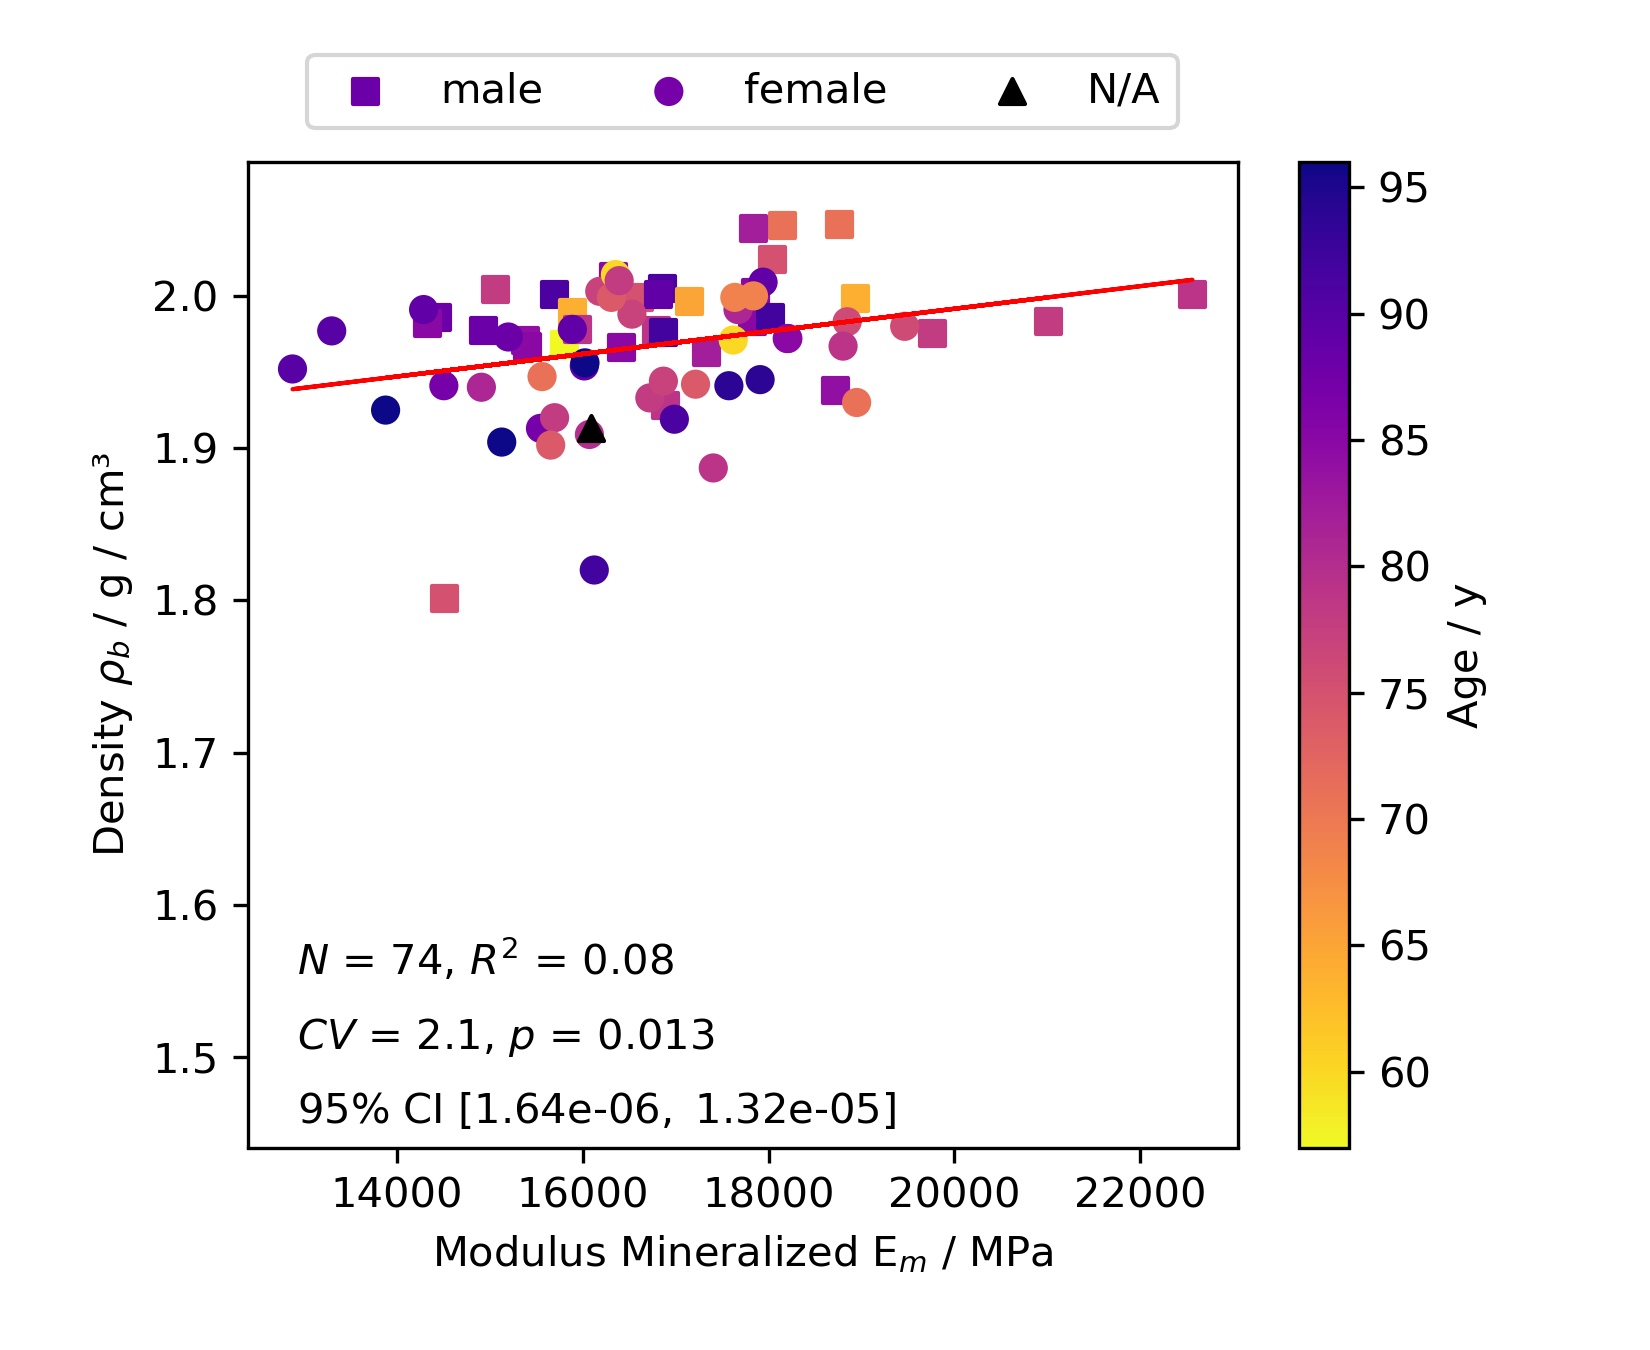 male female N/A
2.0
1.9
1.8
1.7
1.6
1.5
Density ρb / g / cm³
N = 74, R² = 0.08
CV = 2.1, p = 0.013
95% CI [1.64e-06, 1.32e-05]
14000 16000 18000 20000 22000
Modulus Mineralized Em / MPa
95
90
85
80
75
70
65
60
Age / y